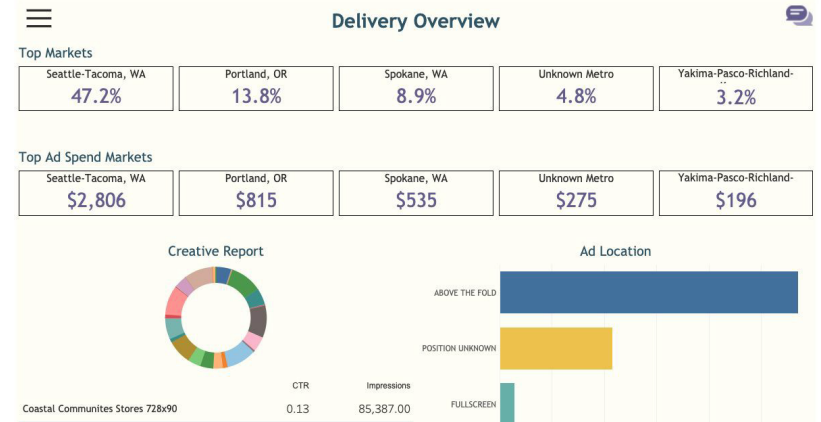 Delivery Overview
Top Markets
Seattle-Tacoma, WA
47.2%
Portland, OR
13.8%
Spokane, WA
8.9%
Unknown Metro
4.8%
Yakima-Pasco-Richland-
3.2%
Top Ad Spend Markets
Seattle-Tacoma, WA
$2,806
Portland, OR
$815
Spokane, WA
$535
Unknown Metro
$275
Yakima-Pasco-Richland-
$196
Creative Report
CTR Impressions
Coastal Communites Stores 728x90 0.13 85,387.00
Ad Location
ABOVE THE FOLD
POSITION UNKNOWN
FULLSCREEN